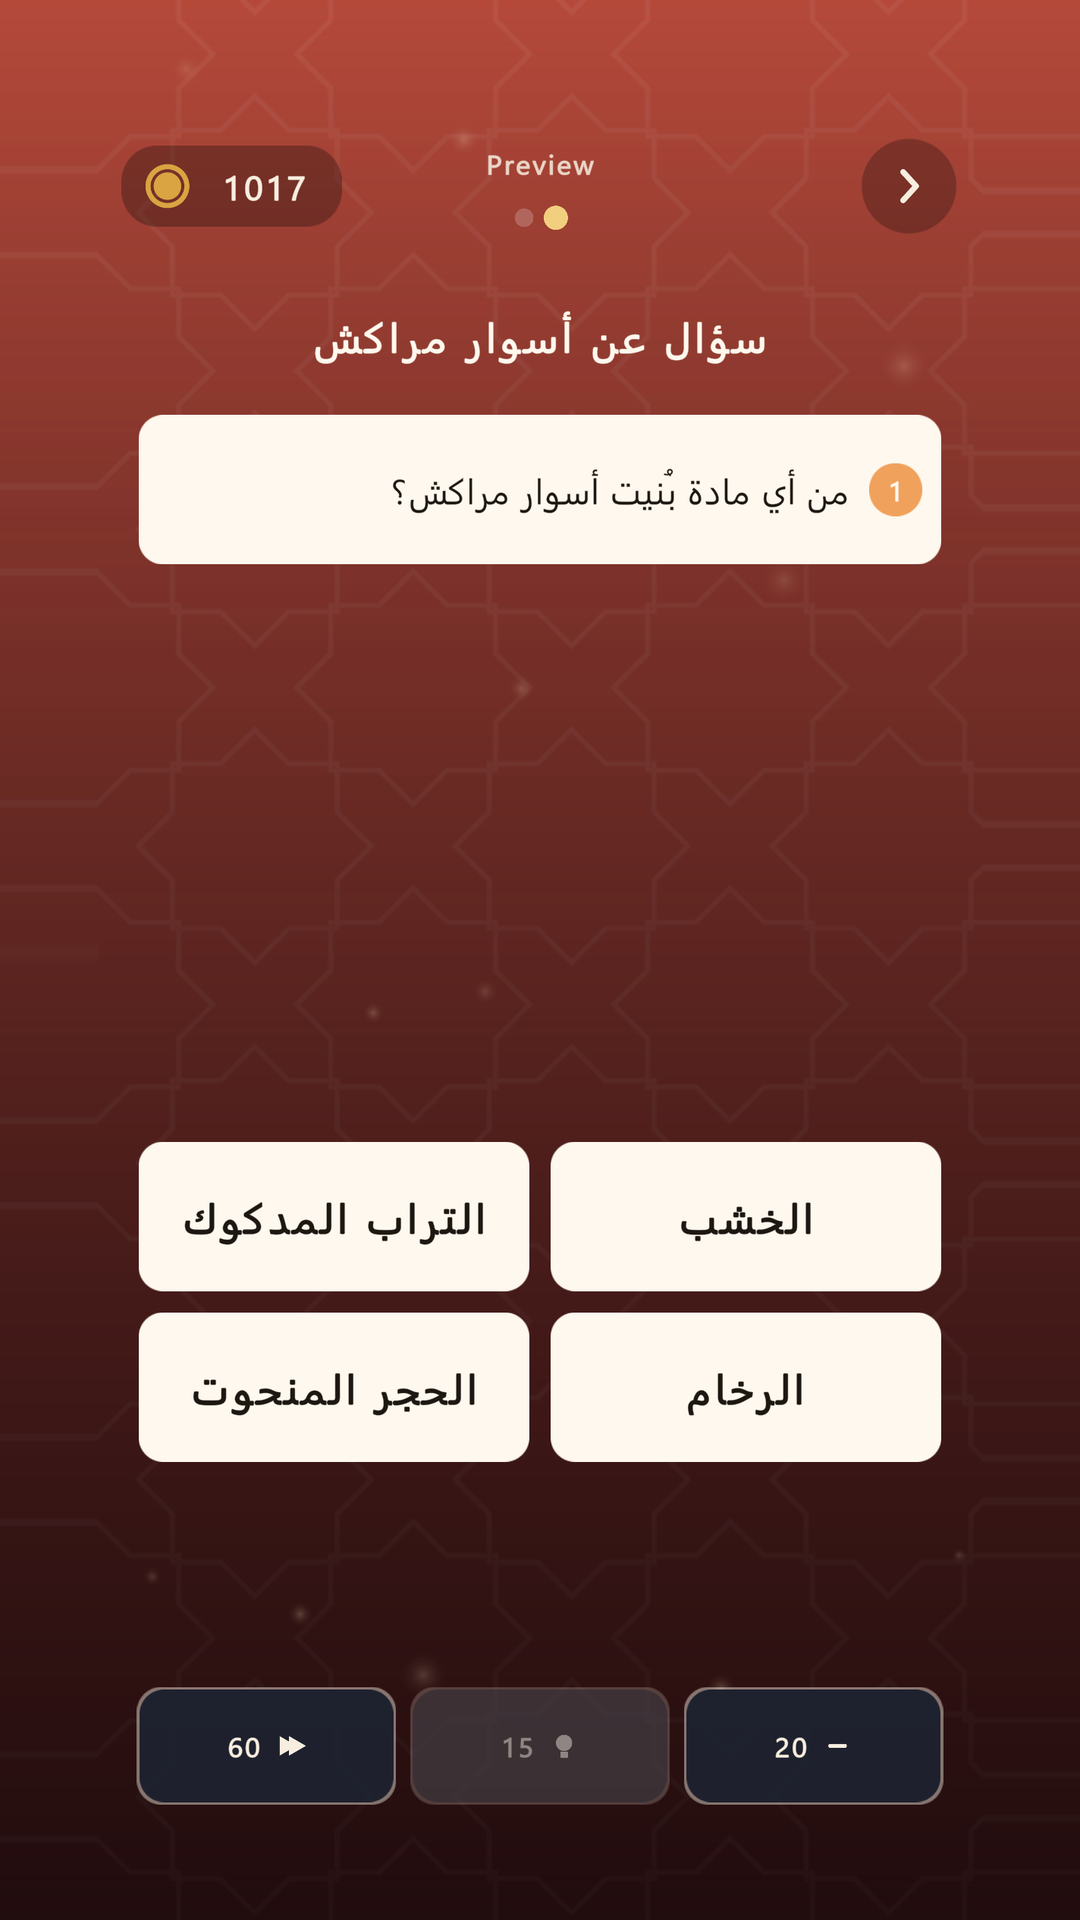 1017
Preview
سؤال عن أسوار مراكش
1 من أي مادة بُنيت أسوار مراكش؟
الخشب
التراب المدكوك
الرخام
الحجر المنحوت
20
15
60